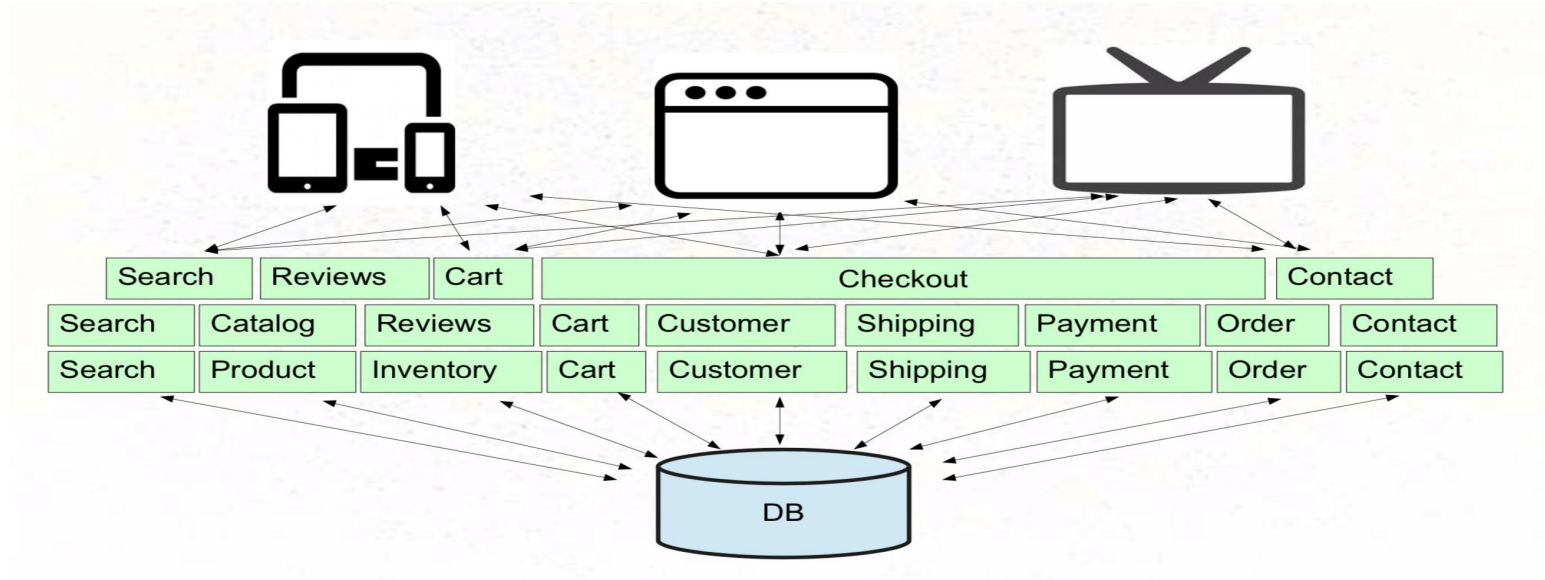 Search Reviews Cart Checkout Contact
Search Catalog Reviews Cart Customer Shipping Payment Order Contact
Search Product Inventory Cart Customer Shipping Payment Order Contact
DB